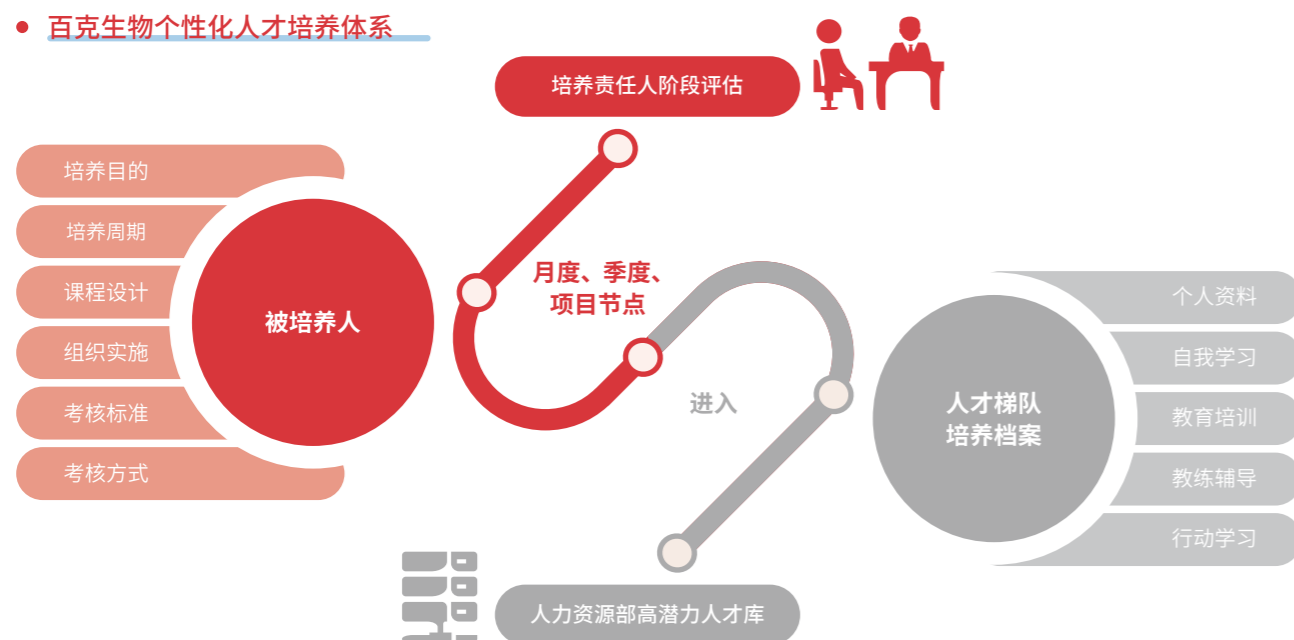 百克生物个性化人才培养体系
培养责任人阶段评估
培养目的
培养周期
课程设计
组织实施
考核标准
考核方式
被培养人
月度、季度、
项目节点
进入
人才梯队
培养档案
个人资料
自我学习
教育培训
教练辅导
行动学习
人力资源部高潜力人才库